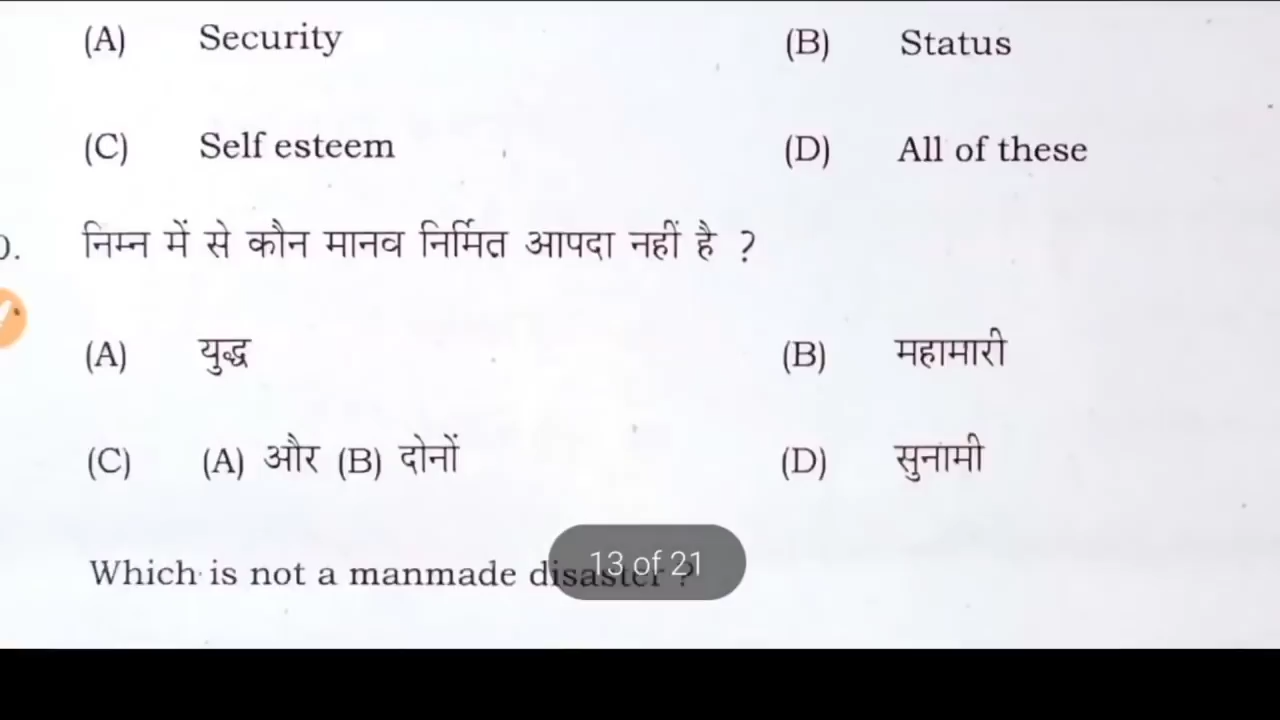 (A) Security (B) Status
(C) Self esteem (D) All of these
निम्न में से कौन मानव निर्मित आपदा नहीं है ?
(A) युद्ध (B) महामारी
(C) (A) और (B) दोनों (D) सुनामी
Which is not a manmade disaster ?
13 of 21